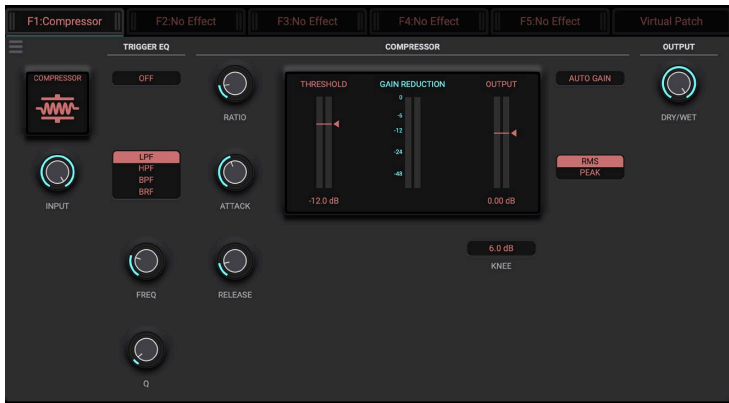 F1:Compressor
F2:No Effect
F3:No Effect
F4:No Effect
F5:No Effect
Virtual Patch
TRIGGER EQ
COMPRESSOR
OUTPUT
COMPRESSOR
OFF
THRESHOLD
GAIN REDUCTION
OUTPUT
AUTO GAIN
0
-6
-12
-24
-48
RATIO
DRY/WET
LPF
HPF
BPF
BRF
RMS
PEAK
INPUT
ATTACK
-12.0 dB
0.00 dB
6.0 dB
KNEE
FREQ
RELEASE
Q